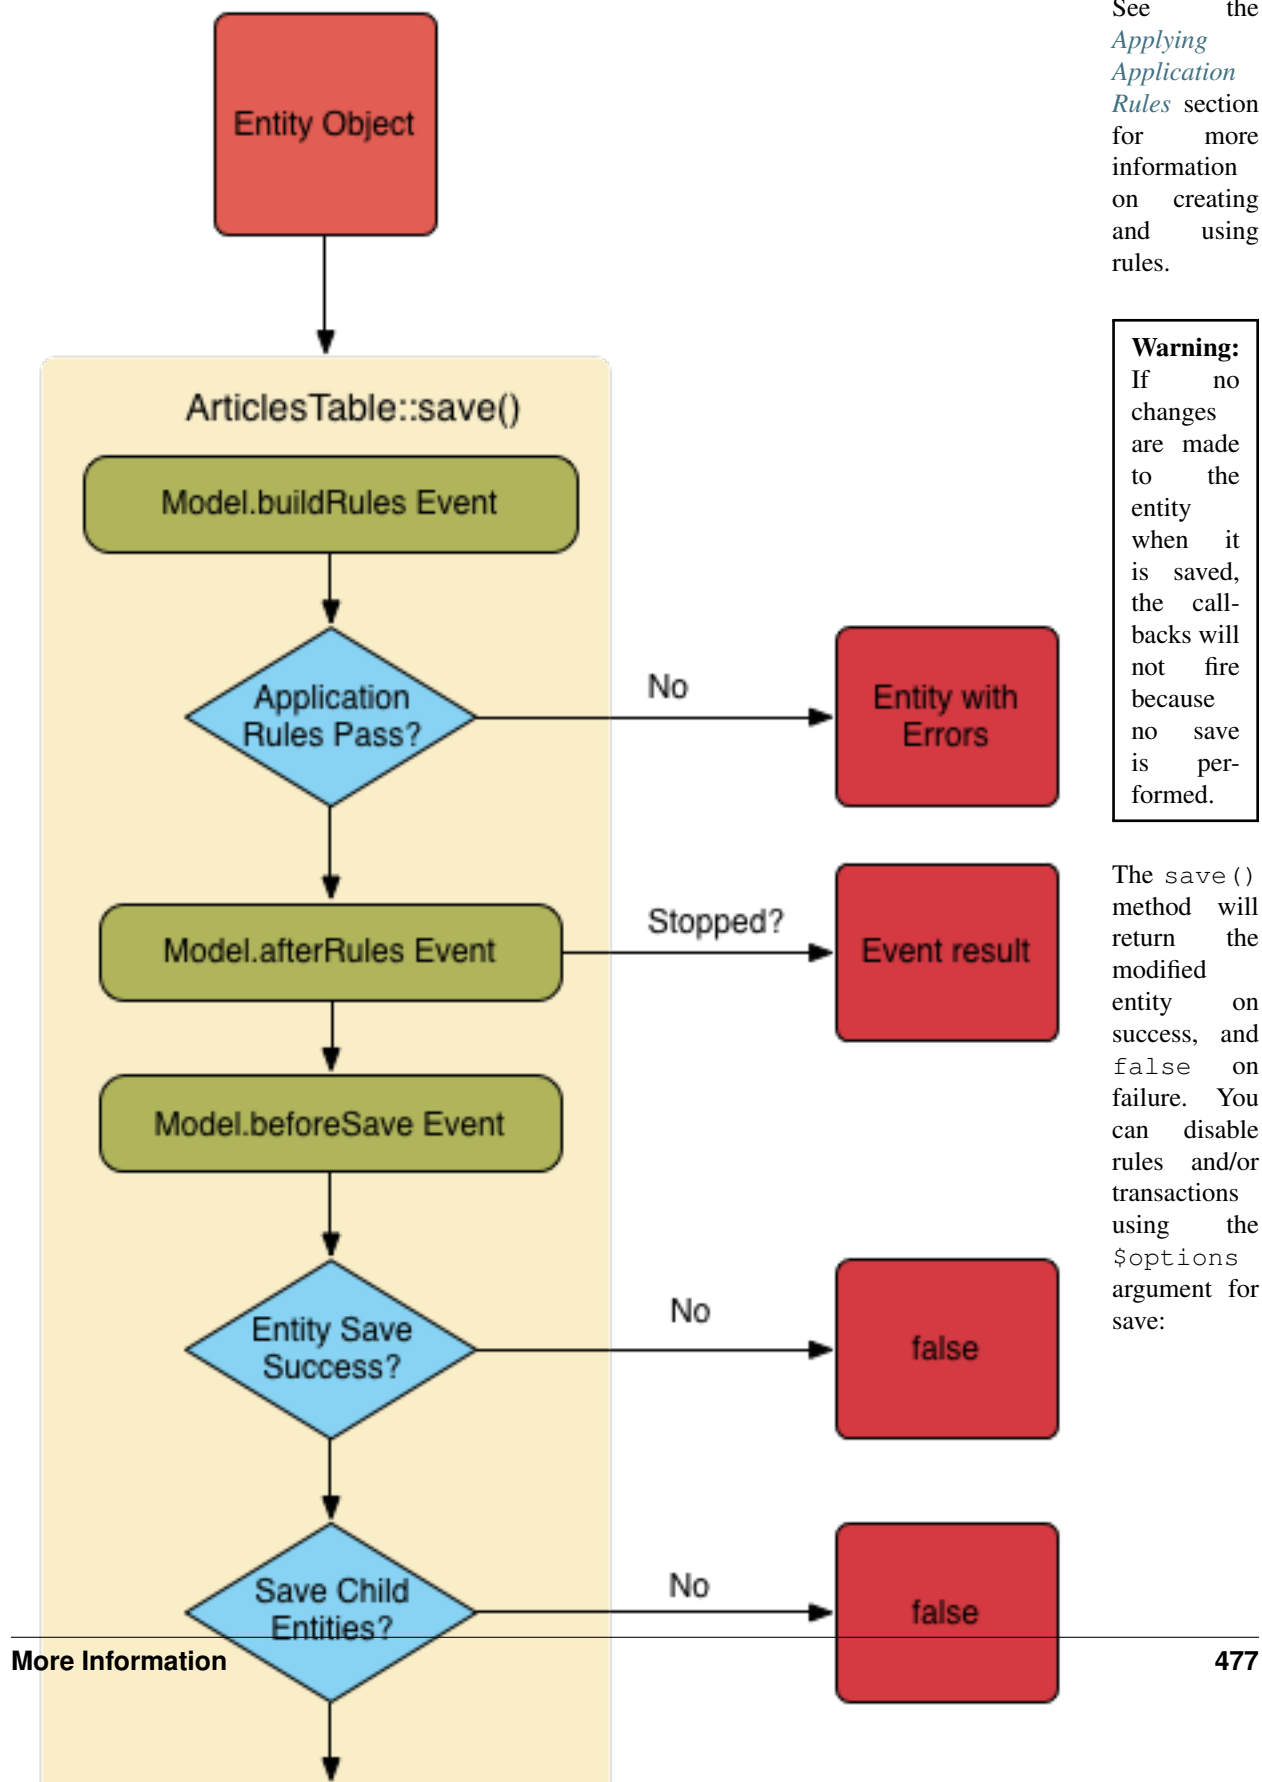 Entity Object
ArticlesTable::save()
Model.buildRules Event
Application
Rules Pass?
No
Entity with
Errors
Model.afterRules Event
Stopped?
Event result
Model.beforeSave Event
Entity Save
Success?
No
false
Save Child
Entities?
No
false
See the
Applying
Application
Rules section
for more
information
on creating
and using
rules.
Warning:
If no
changes
are made
to the
entity
when it
is saved,
the call-
backs will
not fire
because
no save
is per-
formed.
The save()
method will
return the
modified
entity on
success, and
false on
failure. You
can disable
rules and/or
transactions
using the
$options
argument for
save:
More Information 477